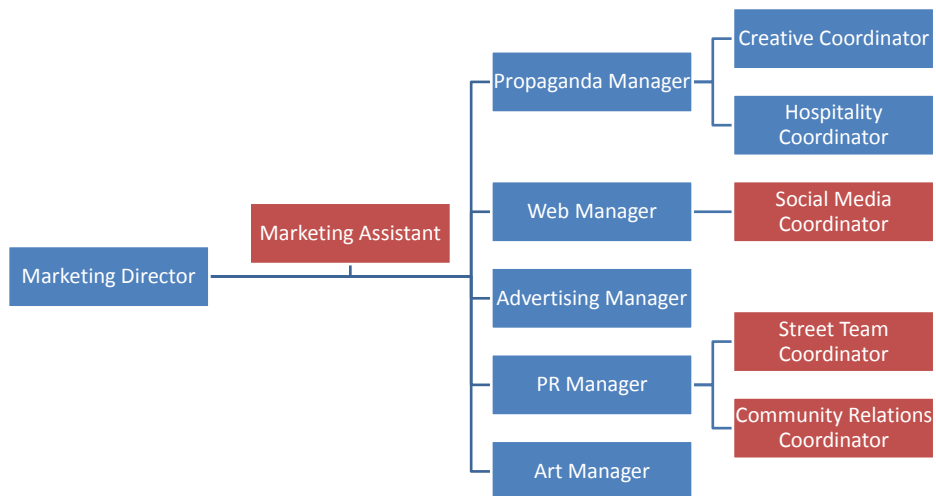 Marketing Director
Marketing Assistant
Propaganda Manager
Creative Coordinator
Hospitality
Coordinator
Web Manager
Social Media
Coordinator
Advertising Manager
PR Manager
Street Team
Coordinator
Community Relations
Coordinator
Art Manager